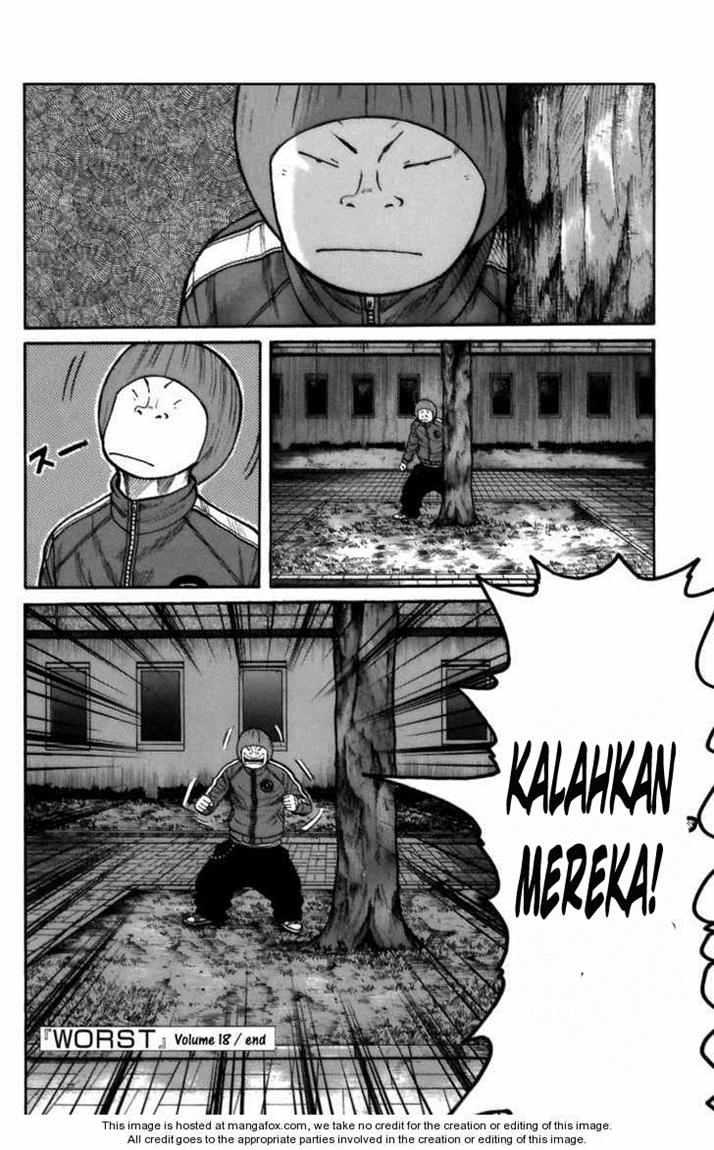 スー
KALAHKAN
MEREKA!
『WORST』 Volume 18 / end
This image is hosted at mangafox.com, we take no credit for the creation or editing of this image.
All credit goes to the appropriate parties involved in the creation or editing of this image.